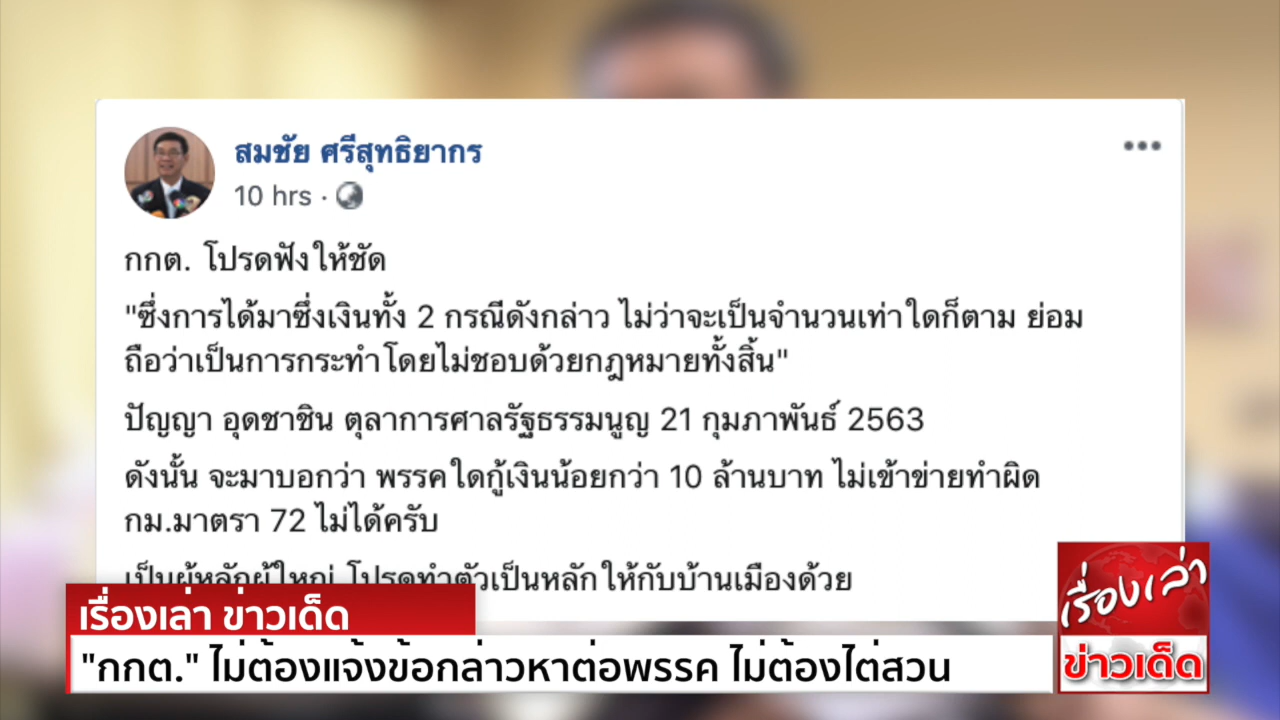 สมชัย ศรีสุทธิยากร
10 hrs ·
กกต. โปรดฟังให้ชัด
"ซึ่งการได้มาซึ่งเงินทั้ง 2 กรณีดังกล่าว ไม่ว่าจะเป็นจำนวนเท่าใดก็ตาม ย่อม
ถือว่าเป็นการกระทำโดยไม่ชอบด้วยกฎหมายทั้งสิ้น"
ปัญญา อุดชาชิน ตุลาการศาลรัฐธรรมนูญ 21 กุมภาพันธ์ 2563
ดังนั้น จะมาบอกว่า พรรคใดกู้เงินน้อยกว่า 10 ล้านบาท ไม่เข้าข่ายทำผิด
กม.มาตรา 72 ไม่ได้ครับ
เป็นผู้หลักผู้ใหญ่ โปรดทำตัวเป็นหลักให้กับบ้านเมืองด้วย
เรื่องเล่า ข่าวเด็ด
"กกต." ไม่ต้องแจ้งข้อกล่าวหาต่อพรรค ไม่ต้องไต่สวน
เรื่องเล่า
ข่าวเด็ด